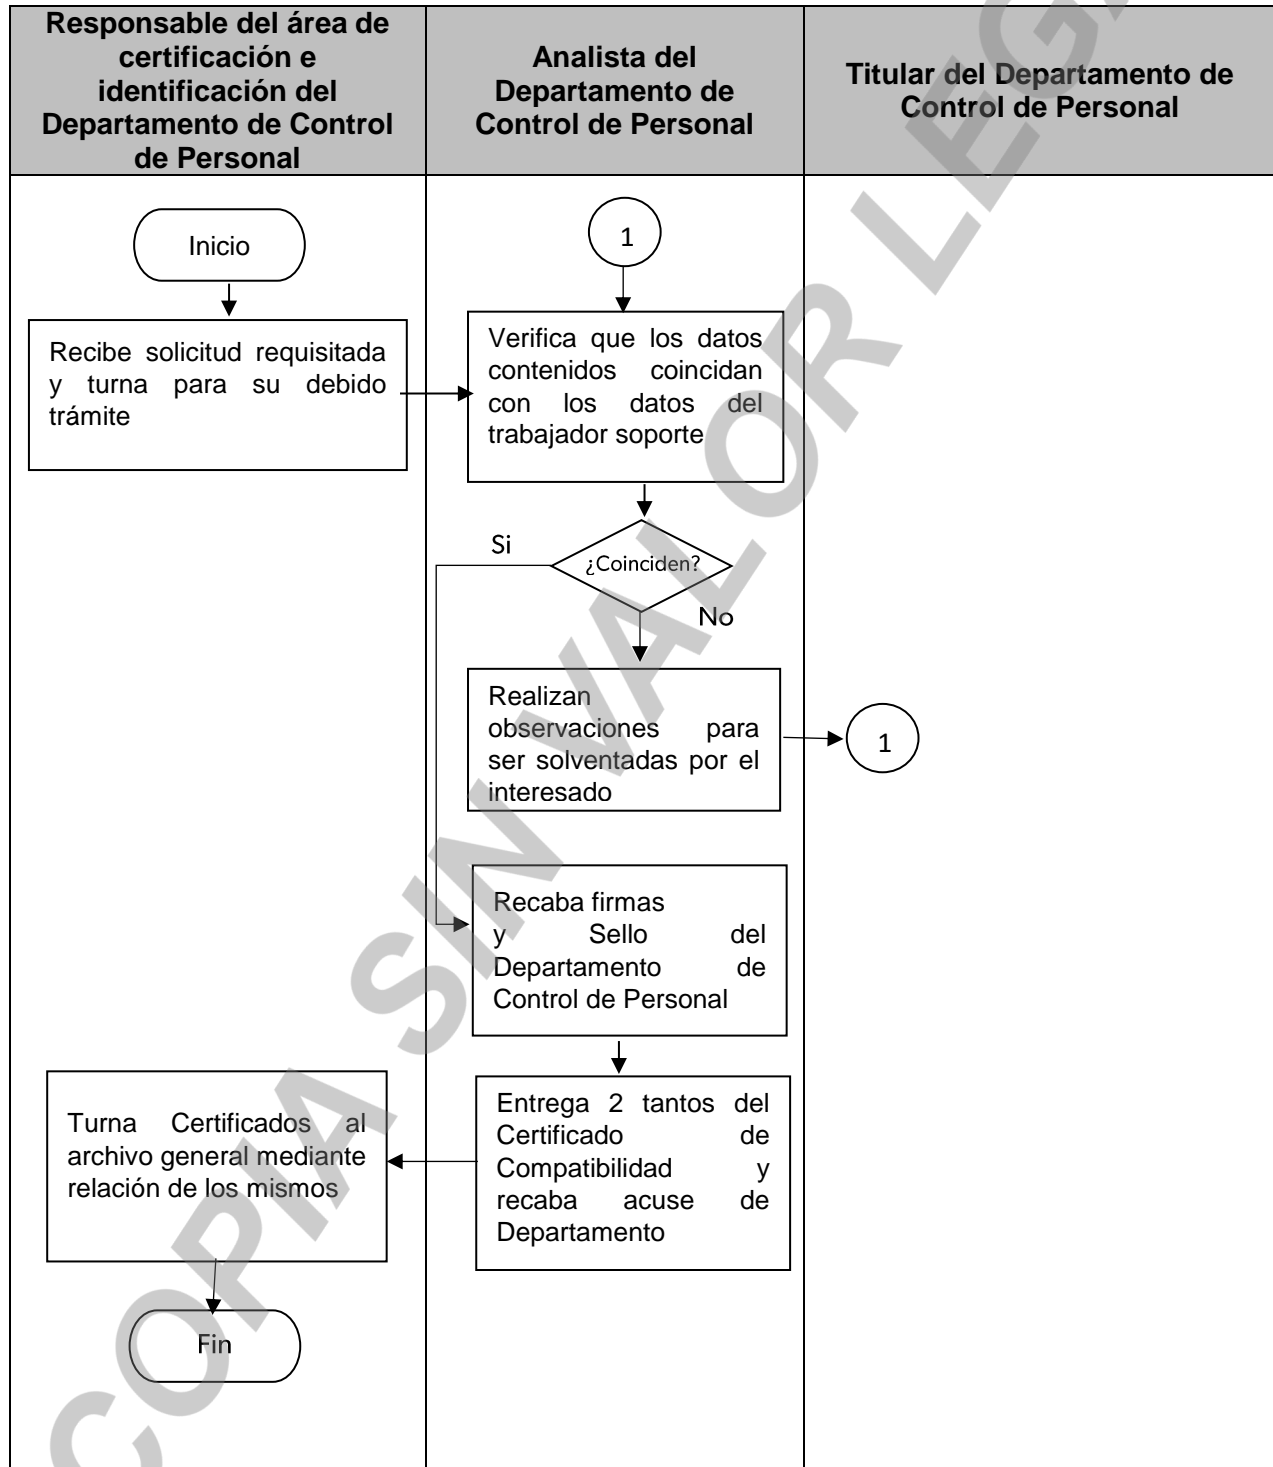 Responsable del área de
certificación e
identificación del
Departamento de Control
de Personal
Analista del
Departamento de
Control de Personal
Titular del Departamento de
Control de Personal
Inicio
1
Recibe solicitud requisitada
y turna para su debido
trámite
Verifica que los datos
contenidos coincidan
con los datos del
trabajador soporte
Si
¿Coinciden?
No
Realizan
observaciones para
ser solventadas por el
interesado
1
Recaba firmas
y Sello del
Departamento de
Control de Personal
Entrega 2 tantos del
Certificado de
Compatibilidad y
recaba acuse de
Departamento
Turna Certificados al
archivo general mediante
relación de los mismos
Fin
COPIA SIN VALOR LEGA